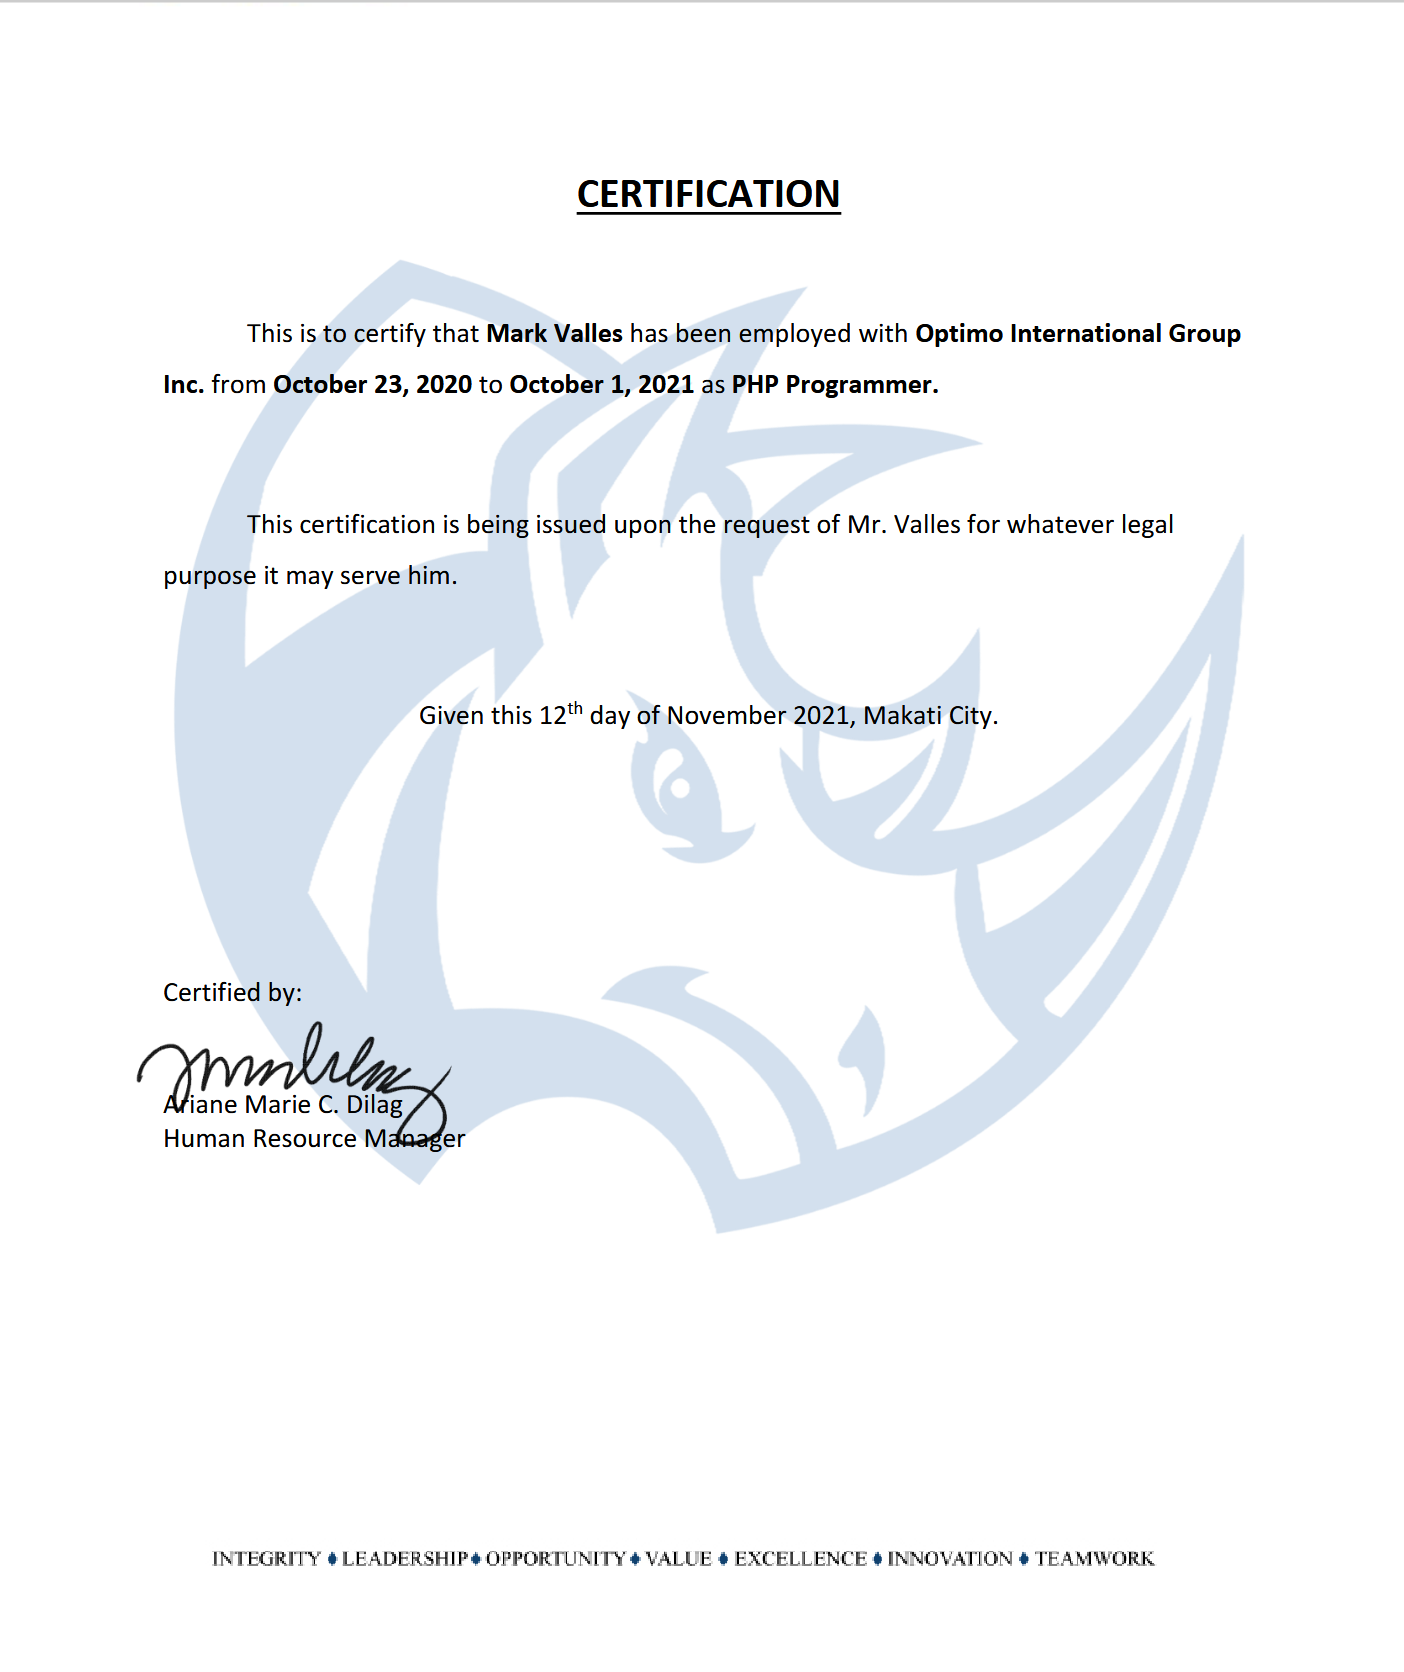 CERTIFICATION
This is to certify that Mark Valles has been employed with Optimo International Group
Inc. from October 23, 2020 to October 1, 2021 as PHP Programmer.
This certification is being issued upon the request of Mr. Valles for whatever legal
purpose it may serve him.
Given this 12th day of November 2021, Makati City.
Certified by:
Ariane Marie C. Dilag
Human Resource Manager
INTEGRITY ♦ LEADERSHIP ♦ OPPORTUNITY ♦ VALUE ♦ EXCELLENCE ♦ INNOVATION ♦ TEAMWORK